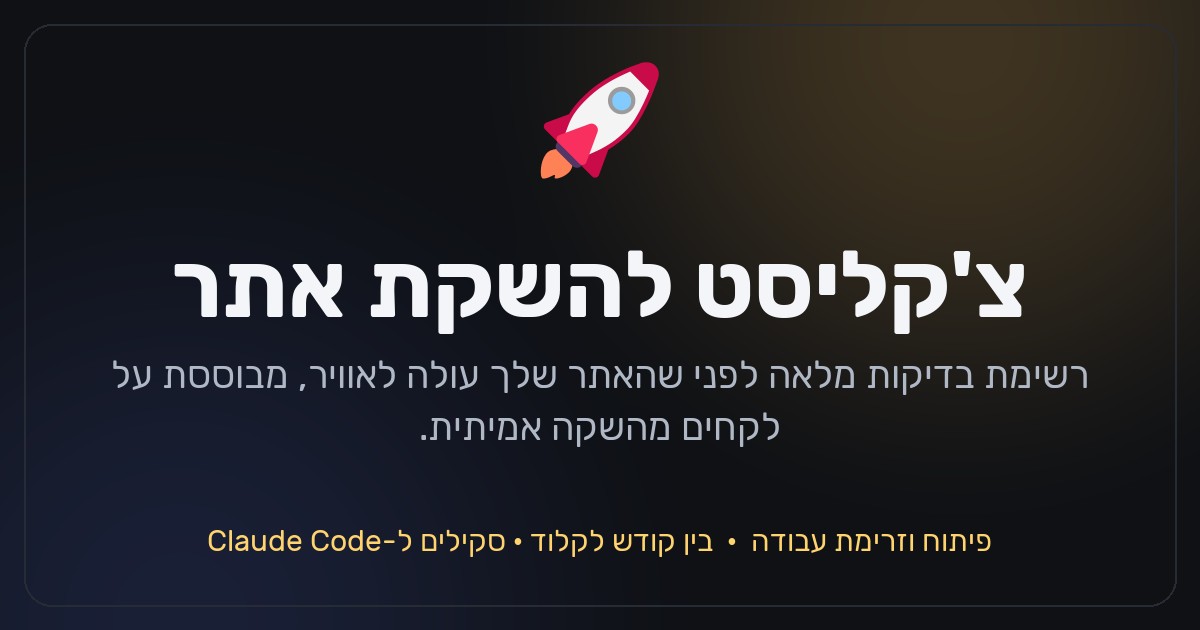 צ'קליסט להשקת אתר
רשימת בדיקות מלאה לפני שהאתר שלך עולה לאוויר, מבוססת על
לקחים מהשקה אמיתית.
פיתוח וזרימת עבודה • בין קודש לקלוד • סקילים ל-Claude Code